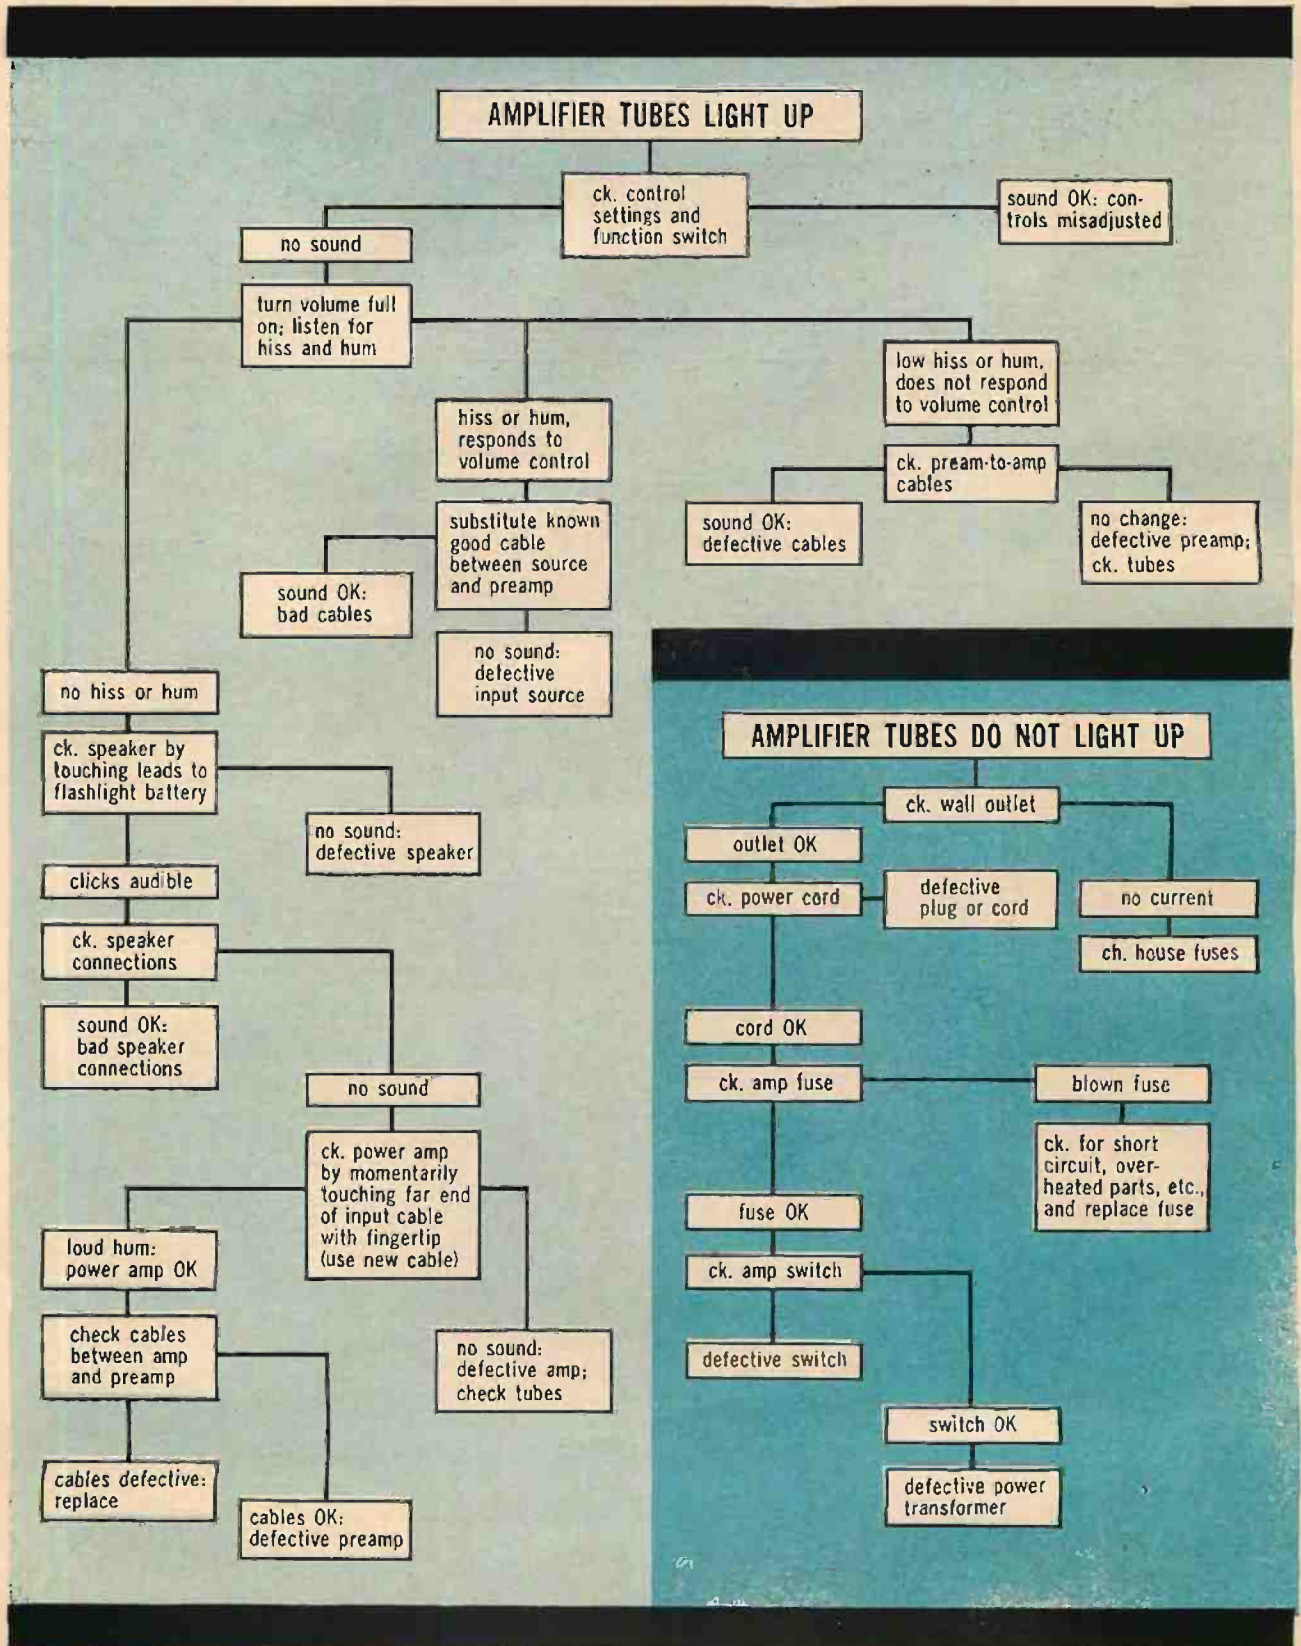 AMPLIFIER TUBES LIGHT UP
ck. control
settings and
function switch
sound OK: con-
trols misadjusted
no sound
turn volume full
on; listen for
hiss and hum
low hiss or hum,
does not respond
to volume control
hiss or hum,
responds to
volume control
ck. pream-to-amp
cables
sound OK:
defective cables
no change:
defective preamp;
ck. tubes
substitute known
good cable
between source
and preamp
sound OK:
bad cables
no sound:
defective
input source
no hiss or hum
ck. speaker by
touching leads to
flashlight battery
no sound:
defective speaker
clicks audible
ck. speaker
connections
sound OK:
bad speaker
connections
no sound
ck. power amp
by momentarily
touching far end
of input cable
with fingertip
(use new cable)
loud hum:
power amp OK
check cables
between amp
and preamp
no sound:
defective amp;
check tubes
cables defective:
replace
cables OK:
defective preamp
AMPLIFIER TUBES DO NOT LIGHT UP
ck. wall outlet
outlet OK
ck. power cord
defective
plug or cord
no current
ch. house fuses
cord OK
ck. amp fuse
blown fuse
ck. for short
circuit, over-
heated parts, etc.,
and replace fuse
fuse OK
ck. amp switch
defective switch
switch OK
defective power
transformer